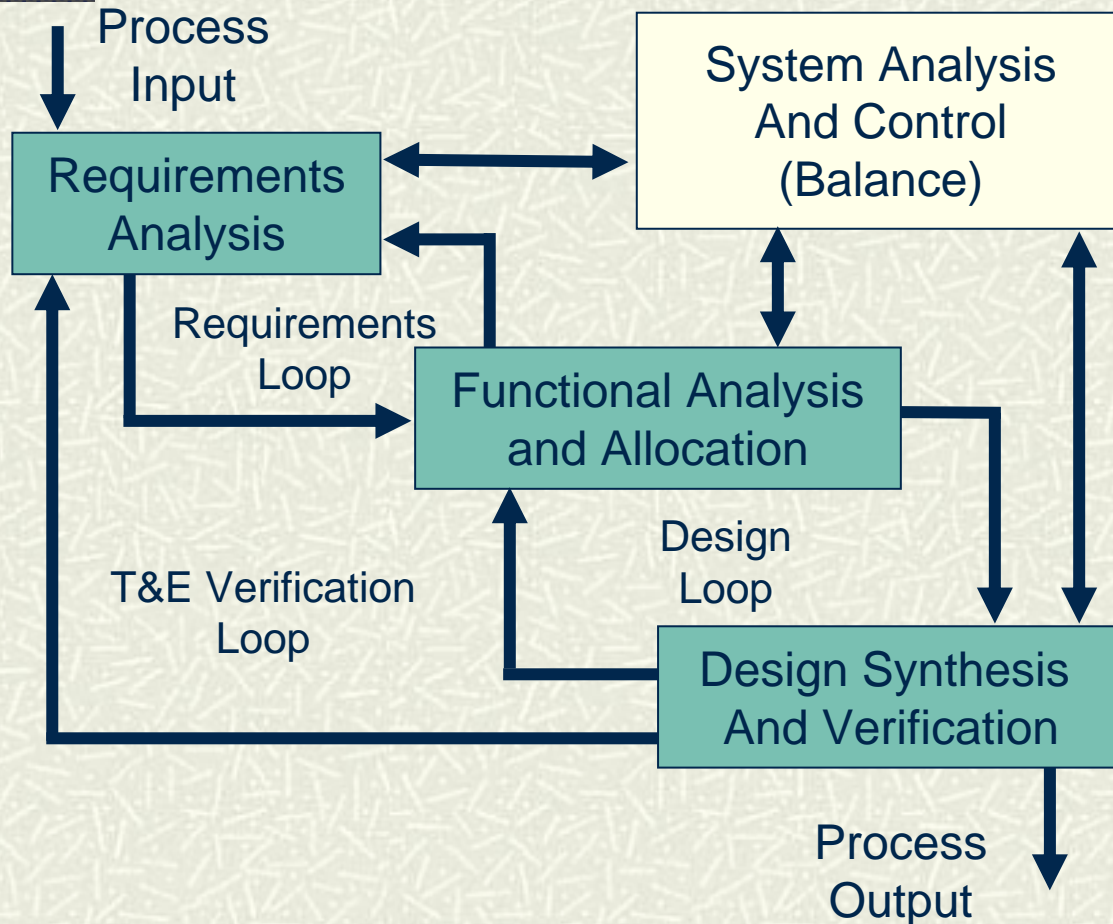 Process
Input
System Analysis
And Control
(Balance)
Requirements
Analysis
Requirements
Loop
Functional Analysis
and Allocation
Design
Loop
T&E Verification
Loop
Design Synthesis
And Verification
Process
Output